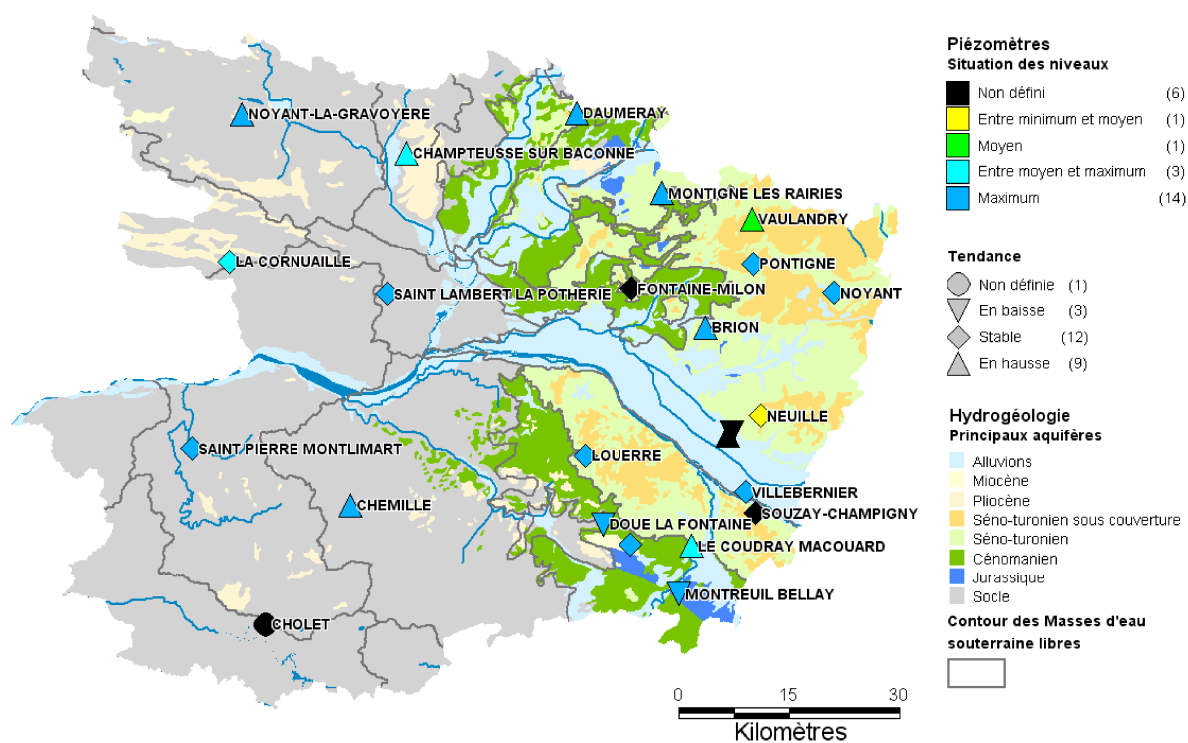 NOYANT-LA-GRAVOYERE
DAUMERAY
CHAMPTEUSSE SUR BACONNE
MONTIGNE LES RAIRIES
VAULANDRY
LA CORNUAILLE
PONTIGNE
SAINT LAMBERT LA POTHERIE
FONTAINE-MILON
NOYANT
BRION
NEUILLE
SAINT PIERRE MONTLIMART
LOUERRE
VILLEBERNIER
CHEMILLE
SOUZAY-CHAMPIGNY
DOUE LA FONTAINE
LE COUDRAY MACOUARD
MONTREUIL BELLAY
CHOLET
0 15 30
Kilomètres
Piézomètres
Situation des niveaux
Non défini (6)
Entre minimum et moyen (1)
Moyen (1)
Entre moyen et maximum (3)
Maximum (14)
Tendance
Non définie (1)
En baisse (3)
Stable (12)
En hausse (9)
Hydrogéologie
Principaux aquifères
Alluvions
Miocène
Pliocène
Séno-turonien sous couverture
Séno-turonien
Cénomanien
Jurassique
Socle
Contour des Masses d'eau
souterraine libres